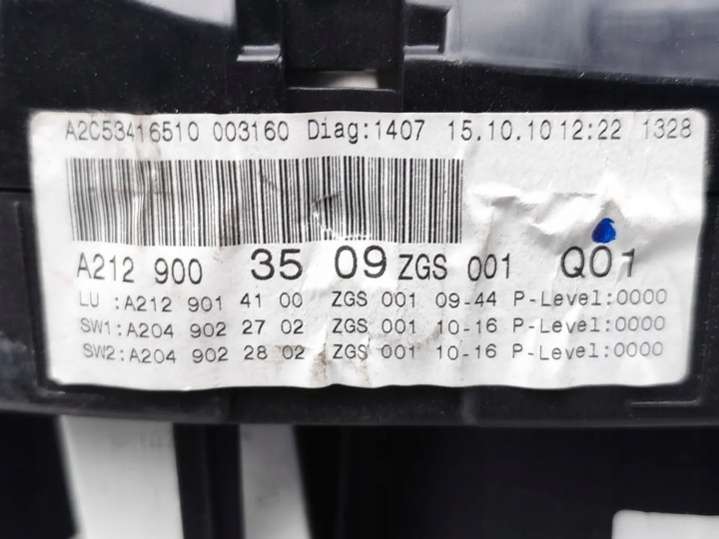 A2C53416510 003160 Diag:1407 15.10.10 12:22 1328
A212 900 35 09 ZGS 001 Q01
LU :A212 901 41 00 ZGS 001 09-44 P-Level:0000
SW1:A204 902 27 02 ZGS 001 10-16 P-Level:0000
SW2:A204 902 28 02 ZGS 001 10-16 P-Level:0000